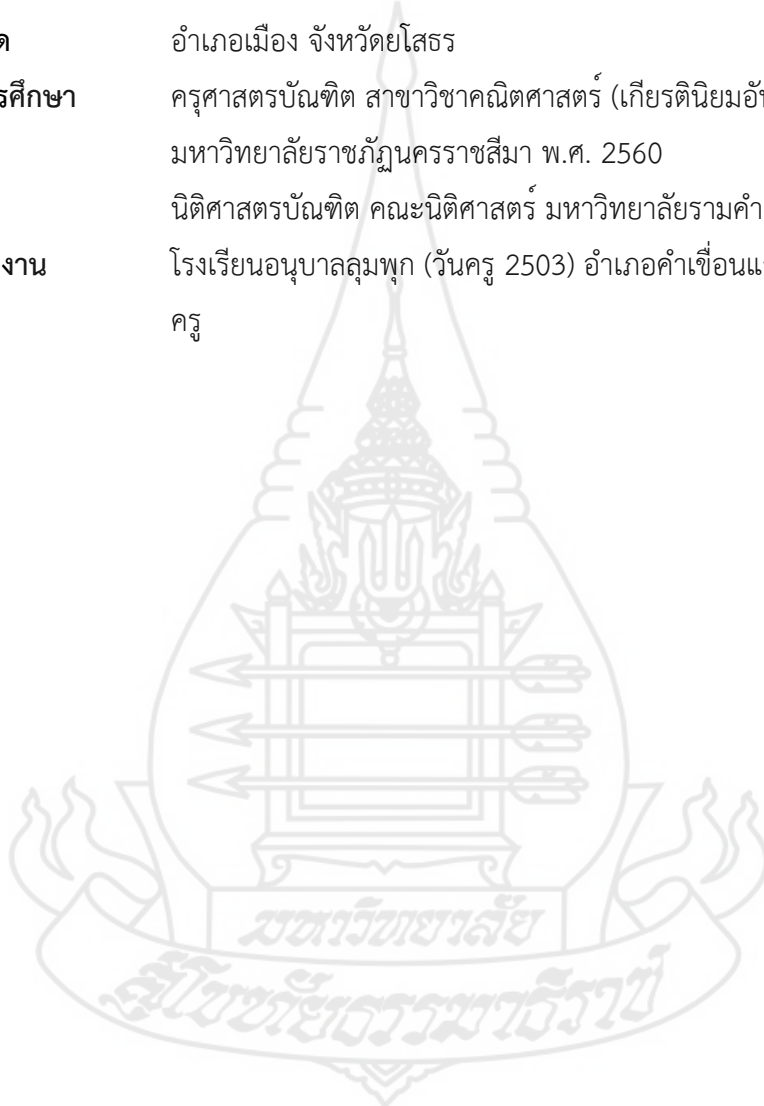 ด อำเภอเมือง จังหวัดยโสธร
รศึกษา ครุศาสตรบัณฑิต สาขาวิชาคณิตศาสตร์ (เกียรตินิยมอัน
มหาวิทยาลัยราชภัฏนครราชสีมา พ.ศ. 2560
นิติศาสตรบัณฑิต คณะนิติศาสตร์ มหาวิทยาลัยรามคำ
งาน โรงเรียนอนุบาลลุมพุก (วันครู 2503) อำเภอคำเขื่อนแ
ครู
มหาวิทยาลัย
สุโขทัยธรรมาธิราช